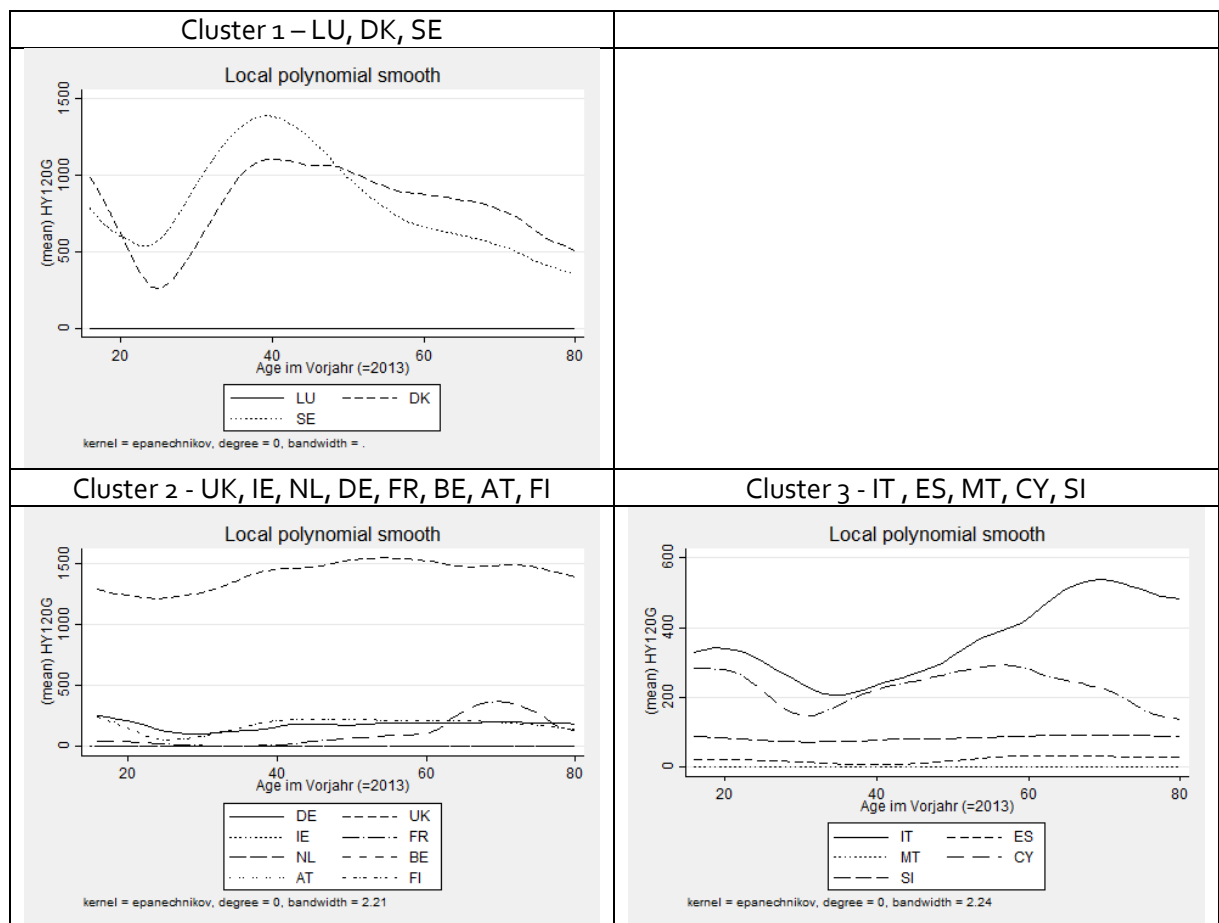 Cluster 1 – LU, DK, SE
Local polynomial smooth
(mean) HY120G
1500
1000
500
0
20 40 60 80
Age im Vorjahr (=2013)
LU DK
SE
kernel = epanechnikov, degree = 0, bandwidth = .
Cluster 2 - UK, IE, NL, DE, FR, BE, AT, FI
Local polynomial smooth
(mean) HY120G
1500
1000
500
0
20 40 60 80
Age im Vorjahr (=2013)
DE UK
IE FR
NL BE
AT FI
kernel = epanechnikov, degree = 0, bandwidth = 2.21
Cluster 3 - IT , ES, MT, CY, SI
Local polynomial smooth
(mean) HY120G
600
400
200
0
20 40 60 80
Age im Vorjahr (=2013)
IT ES
MT CY
SI
kernel = epanechnikov, degree = 0, bandwidth = 2.24